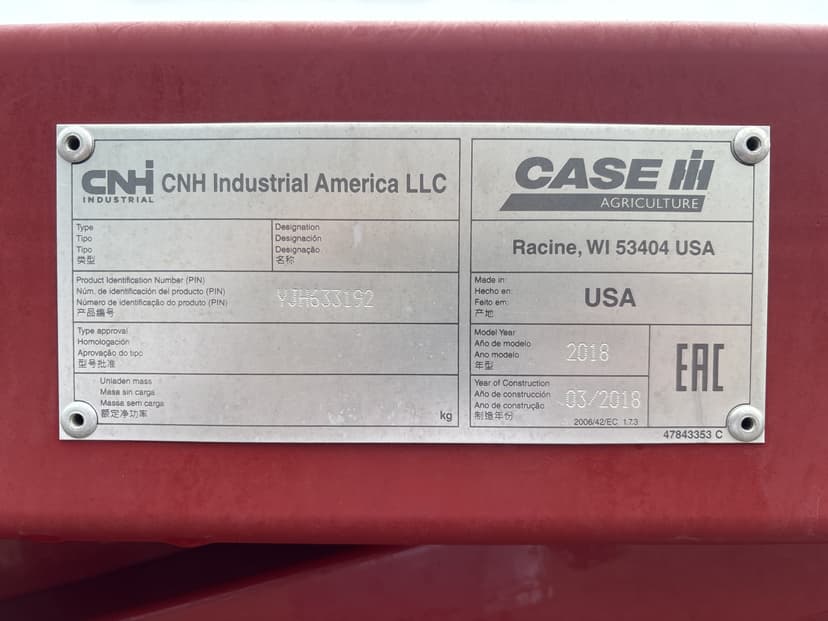 CNH INDUSTRIAL CNH Industrial America LLC
Type
Tipo
Tipo
类型
Designation
Designación
Designação
名称
Product Identification Number (PIN)
Núm. de identificación del producto (PIN)
Número de identificação do produto (PIN)
产品编号
YJH633192
Type approval
Homologación
Aprovação do tipo
型号批准
Unladen mass
Masa sin carga
Massa sem carga
额定净功率
kg
CASE IH
AGRICULTURE
Racine, WI 53404 USA
Made in:
Hecho en:
Feito em:
产地
USA
Model Year
Año de modelo
Ano modelo
年型
2018
Year of Construction
Año de construcción
Ano de construção
制造年份
03/2018
2006/42/EC 1.7.3
EAC
47843353 C